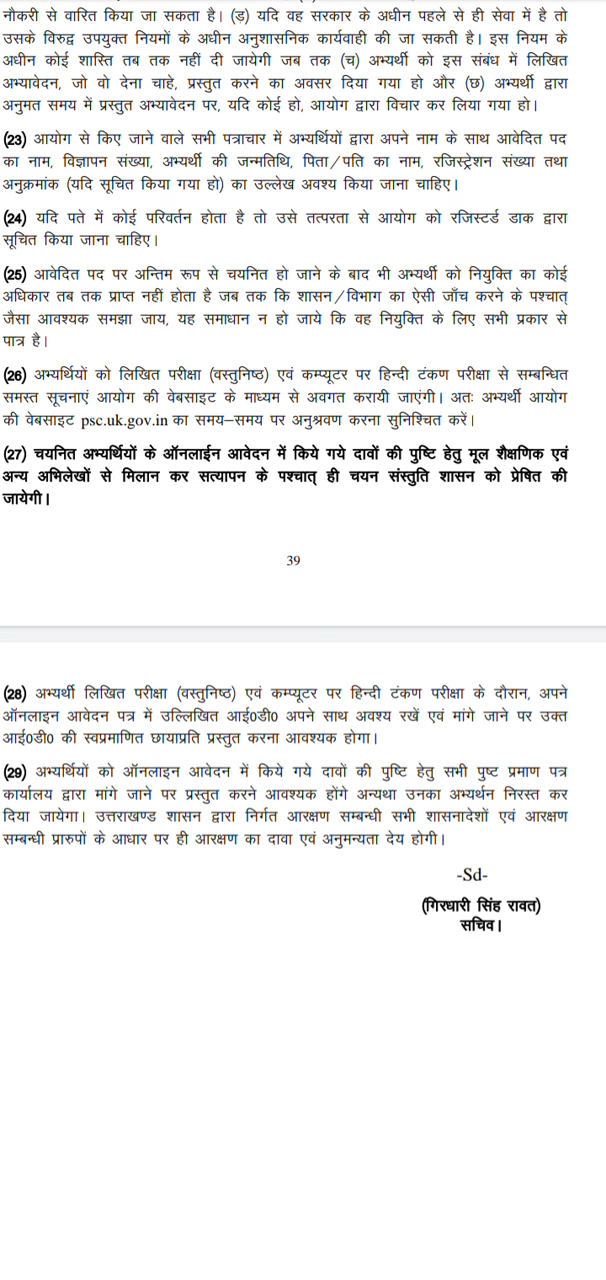 नौकरी से वारित किया जा सकता है। (ड) यदि वह सरकार के अधीन पहले से ही सेवा में है तो
उसके विरुद्व उपयुक्त नियमों के अधीन अनुशासनिक कार्यवाही की जा सकती है। इस नियम के
अधीन कोई शास्ति तब तक नहीं दी जायेगी जब तक (च) अभ्यर्थी को इस संबंध में लिखित
अभ्यावेदन, जो वो देना चाहे, प्रस्तुत करने का अवसर दिया गया हो और (छ) अभ्यर्थी द्वारा
अनुमत समय में प्रस्तुत अभ्यावेदन पर, यदि कोई हो, आयोग द्वारा विचार कर लिया गया हो।
(23) आयोग से किए जाने वाले सभी पत्राचार में अभ्यर्थियों द्वारा अपने नाम के साथ आवेदित पद
का नाम, विज्ञापन संख्या, अभ्यर्थी की जन्मतिथि, पिता/पति का नाम, रजिस्ट्रेशन संख्या तथा
अनुक्रमांक (यदि सूचित किया गया हो) का उल्लेख अवश्य किया जाना चाहिए।
(24) यदि पते में कोई परिवर्तन होता है तो उसे तत्परता से आयोग को रजिस्टर्ड डाक द्वारा
सूचित किया जाना चाहिए।
(25) आवेदित पद पर अन्तिम रूप से चयनित हो जाने के बाद भी अभ्यर्थी को नियुक्ति का कोई
अधिकार तब तक प्राप्त नहीं होता है जब तक कि शासन/विभाग का ऐसी जाँच करने के पश्चात्
जैसा आवश्यक समझा जाय, यह समाधान न हो जाये कि वह नियुक्ति के लिए सभी प्रकार से
पात्र है।
(26) अभ्यर्थियों को लिखित परीक्षा (वस्तुनिष्ठ) एवं कम्प्यूटर पर हिन्दी टंकण परीक्षा से सम्बन्धित
समस्त सूचनाएं आयोग की वेबसाइट के माध्यम से अवगत करायी जाएंगी। अतः अभ्यर्थी आयोग
की वेबसाइट psc.uk.gov.in का समय–समय पर अनुश्रवण करना सुनिश्चित करें।
(27) चयनित अभ्यर्थियों के ऑनलाईन आवेदन में किये गये दावों की पुष्टि हेतु मूल शैक्षणिक एवं
अन्य अभिलेखों से मिलान कर सत्यापन के पश्चात् ही चयन संस्तुति शासन को प्रेषित की
जायेगी।
39
(28) अभ्यर्थी लिखित परीक्षा (वस्तुनिष्ठ) एवं कम्प्यूटर पर हिन्दी टंकण परीक्षा के दौरान, अपने
ऑनलाइन आवेदन पत्र में उल्लिखित आई०डी० अपने साथ अवश्य रखें एवं मांगे जाने पर उक्त
आई०डी० की स्वप्रमाणित छायाप्रति प्रस्तुत करना आवश्यक होगा।
(29) अभ्यर्थियों को ऑनलाइन आवेदन में किये गये दावों की पुष्टि हेतु सभी पुष्ट प्रमाण पत्र
कार्यालय द्वारा मांगे जाने पर प्रस्तुत करने आवश्यक होंगे अन्यथा उनका अभ्यर्थन निरस्त कर
दिया जायेगा। उत्तराखण्ड शासन द्वारा निर्गत आरक्षण सम्बन्धी सभी शासनादेशों एवं आरक्षण
सम्बन्धी प्रारुपों के आधार पर ही आरक्षण का दावा एवं अनुमन्यता देय होगी।
-Sd-
(गिरधारी सिंह रावत)
सचिव।